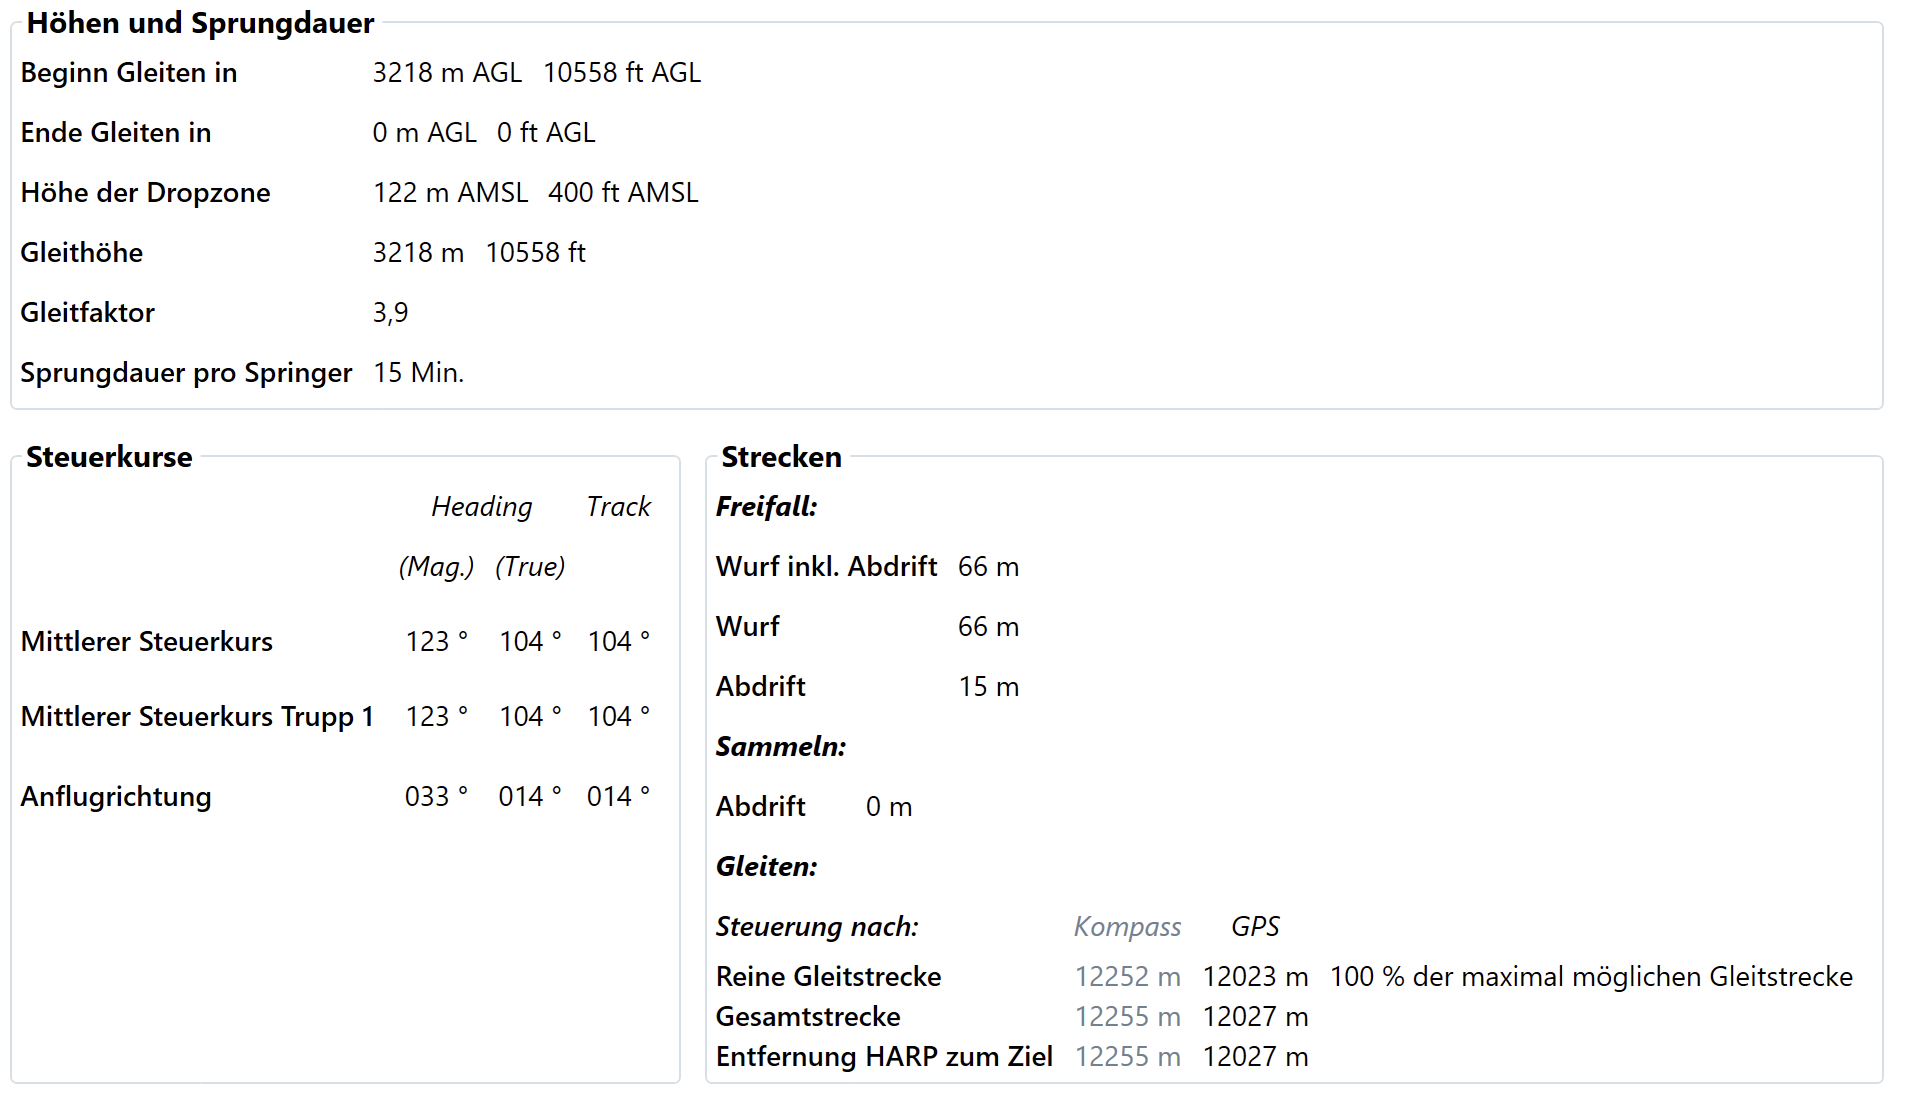 Höhen und Sprungdauer
Beginn Gleiten in 3218 m AGL 10558 ft AGL
Ende Gleiten in 0 m AGL 0 ft AGL
Höhe der Dropzone 122 m AMSL 400 ft AMSL
Gleithöhe 3218 m 10558 ft
Gleitfaktor 3,9
Sprungdauer pro Springer 15 Min.
Steuerkurse
Heading Track
(Mag.) (True)
Mittlerer Steuerkurs 123 ° 104 ° 104 °
Mittlerer Steuerkurs Trupp 1 123 ° 104 ° 104 °
Anflugrichtung 033 ° 014 ° 014 °
Strecken
Freifall:
Wurf inkl. Abdrift 66 m
Wurf 66 m
Abdrift 15 m
Sammeln:
Abdrift 0 m
Gleiten:
Steuerung nach: Kompass GPS
Reine Gleitstrecke 12252 m 12023 m 100 % der maximal möglichen Gleitstrecke
Gesamtstrecke 12255 m 12027 m
Entfernung HARP zum Ziel 12255 m 12027 m